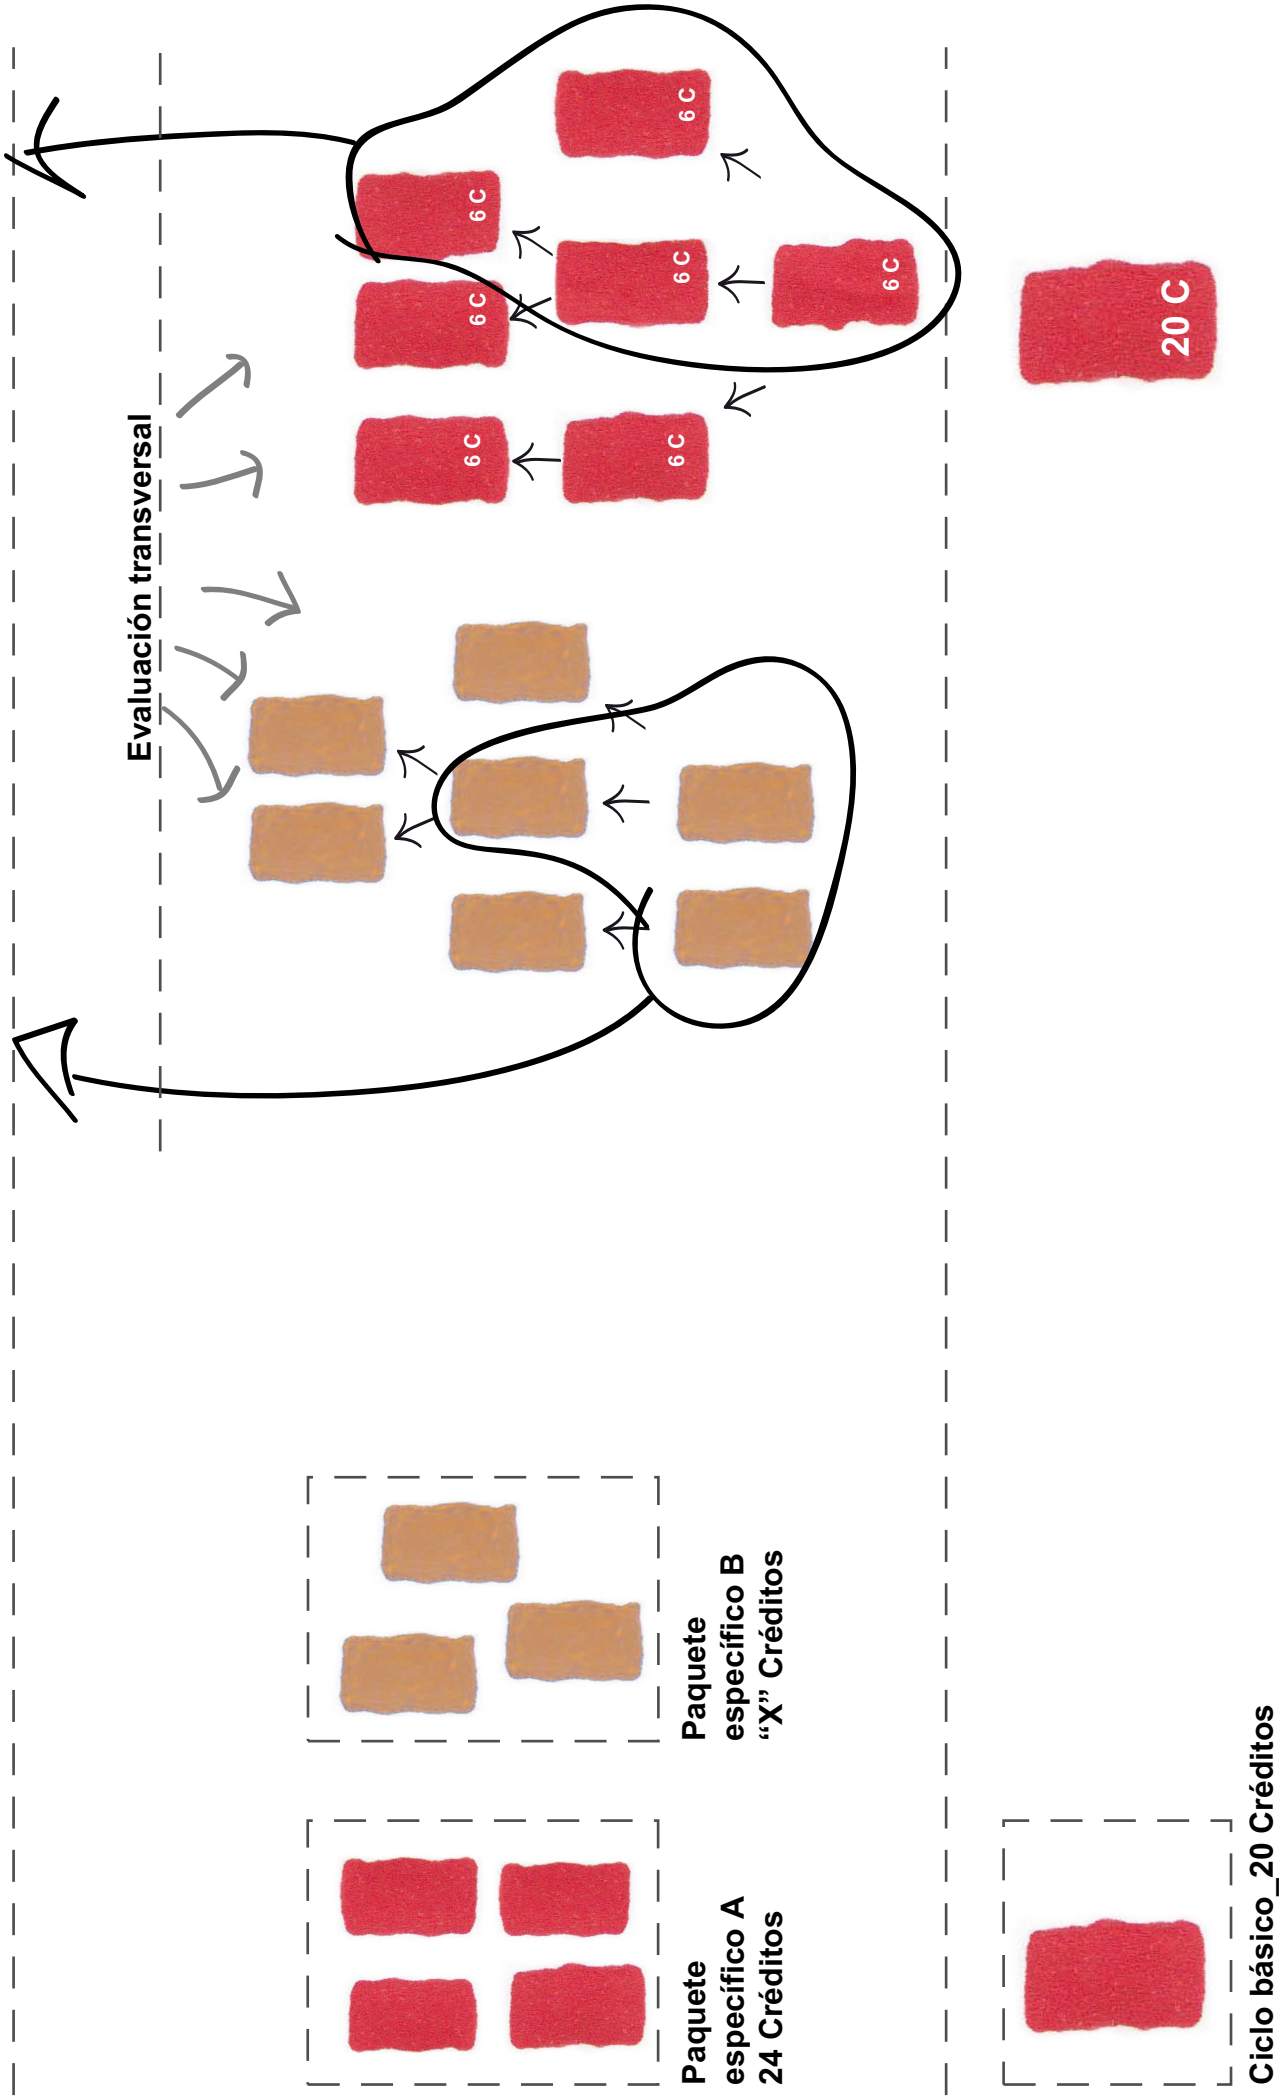 Evaluación transversal
6 C
6 C
6 C
6 C
6 C
6 C
6 C
Paquete
específico A
24 Créditos
Paquete
específico B
“X” Créditos
20 C
Ciclo básico_20 Créditos